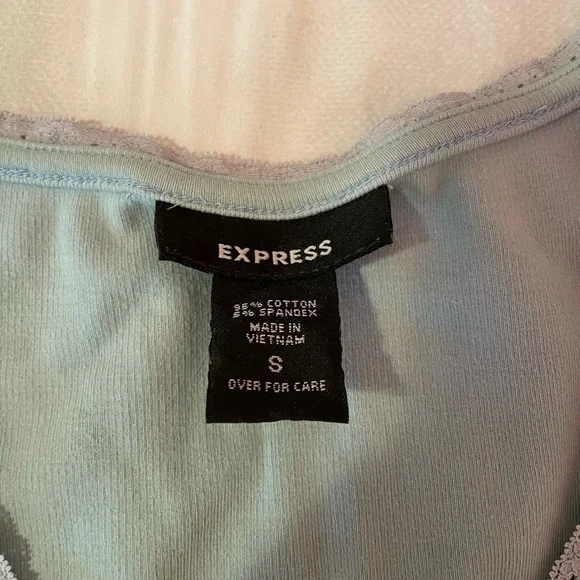 EXPRESS
95% COTTON
5% SPANDEX
MADE IN
VIETNAM
S
OVER FOR CARE